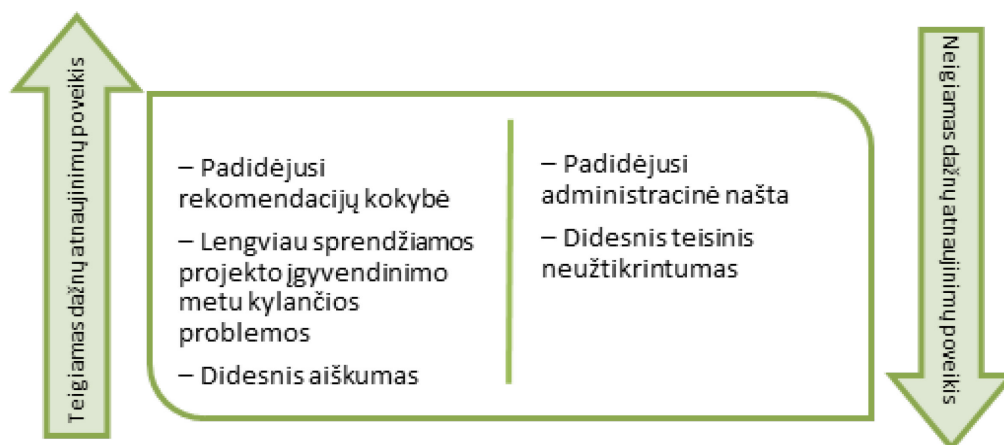 Teigiamas dažnų atnaujinimų poveikis
– Padidėjusi
rekomendacijų kokybė
– Lengviau sprendžiamos
projekto įgyvendinimo
metu kylančios
problemos
– Didesnis aiškumas
– Padidėjusi
administracinė našta
– Didesnis teisinis
neužtikrintumas
Neigiamas dažnų atnaujinimų poveikis